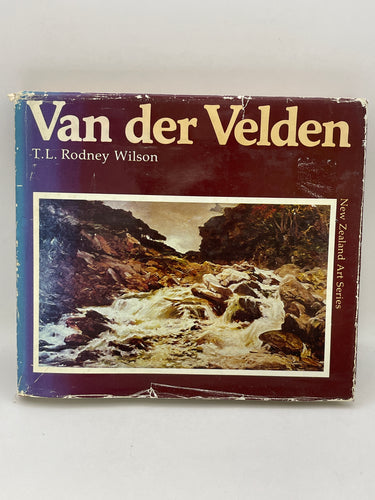 Van der Velden
T.L. Rodney Wilson
New Zealand Art Series